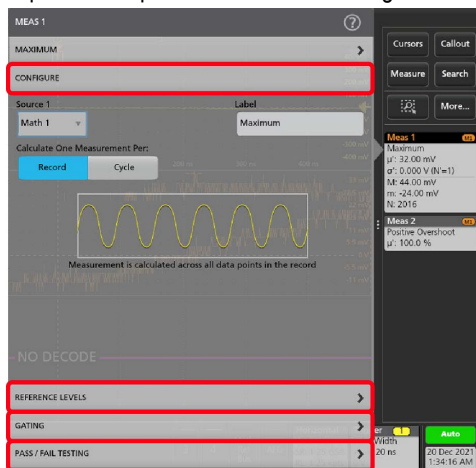 MEAS 1
?
MAXIMUM
CONFIGURE
Source 1
Label
Math 1
Maximum
Calculate One Measurement Per:
Record
Cycle
Measurement is calculated across all data points in the record
NO DECODE
REFERENCE LEVELS
GATING
PASS / FAIL TESTING
Cursors
Callout
Measure
Search
More...
Meas 1
M1
Maximum
µ': 32.00 mV
σ': 0.000 V (N'=1)
M: 44.00 mV
m: -24.00 mV
N: 2016
Meas 2
M1
Positive Overshoot
µ': 100.0 %
Width
20 ns
Auto
20 Dec 2021
1:34:16 AM